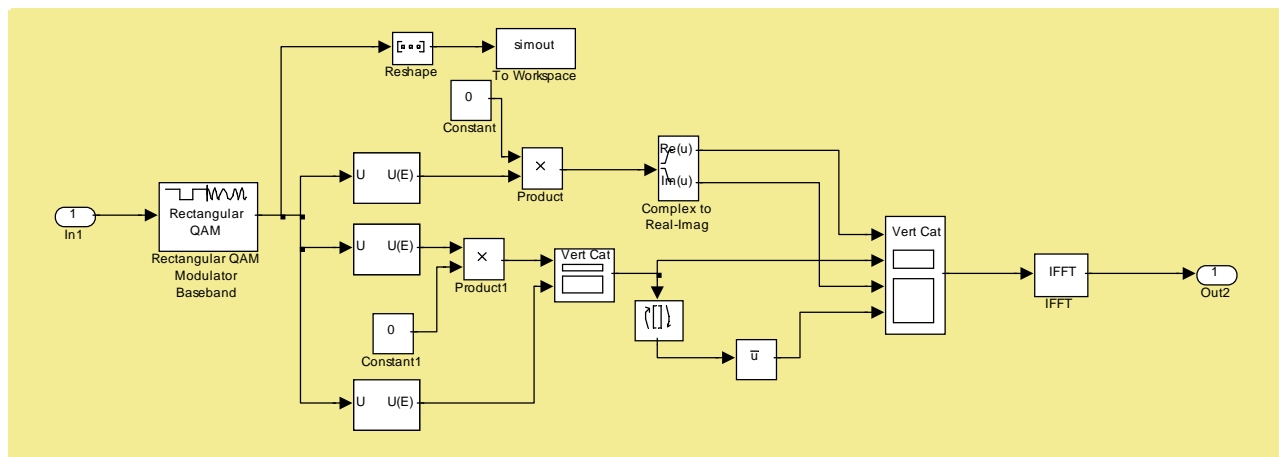 simout
Reshape
To Workspace
0
Constant
Re(u)
Im(u)
U U(E)
×
Product
Complex to
Real-Imag
1
In1
Rectangular
QAM
Rectangular QAM
Modulator
Baseband
U U(E)
×
Product1
Vert Cat
Vert Cat
IFFT
IFFT
1
Out2
0
Constant1
u
U U(E)